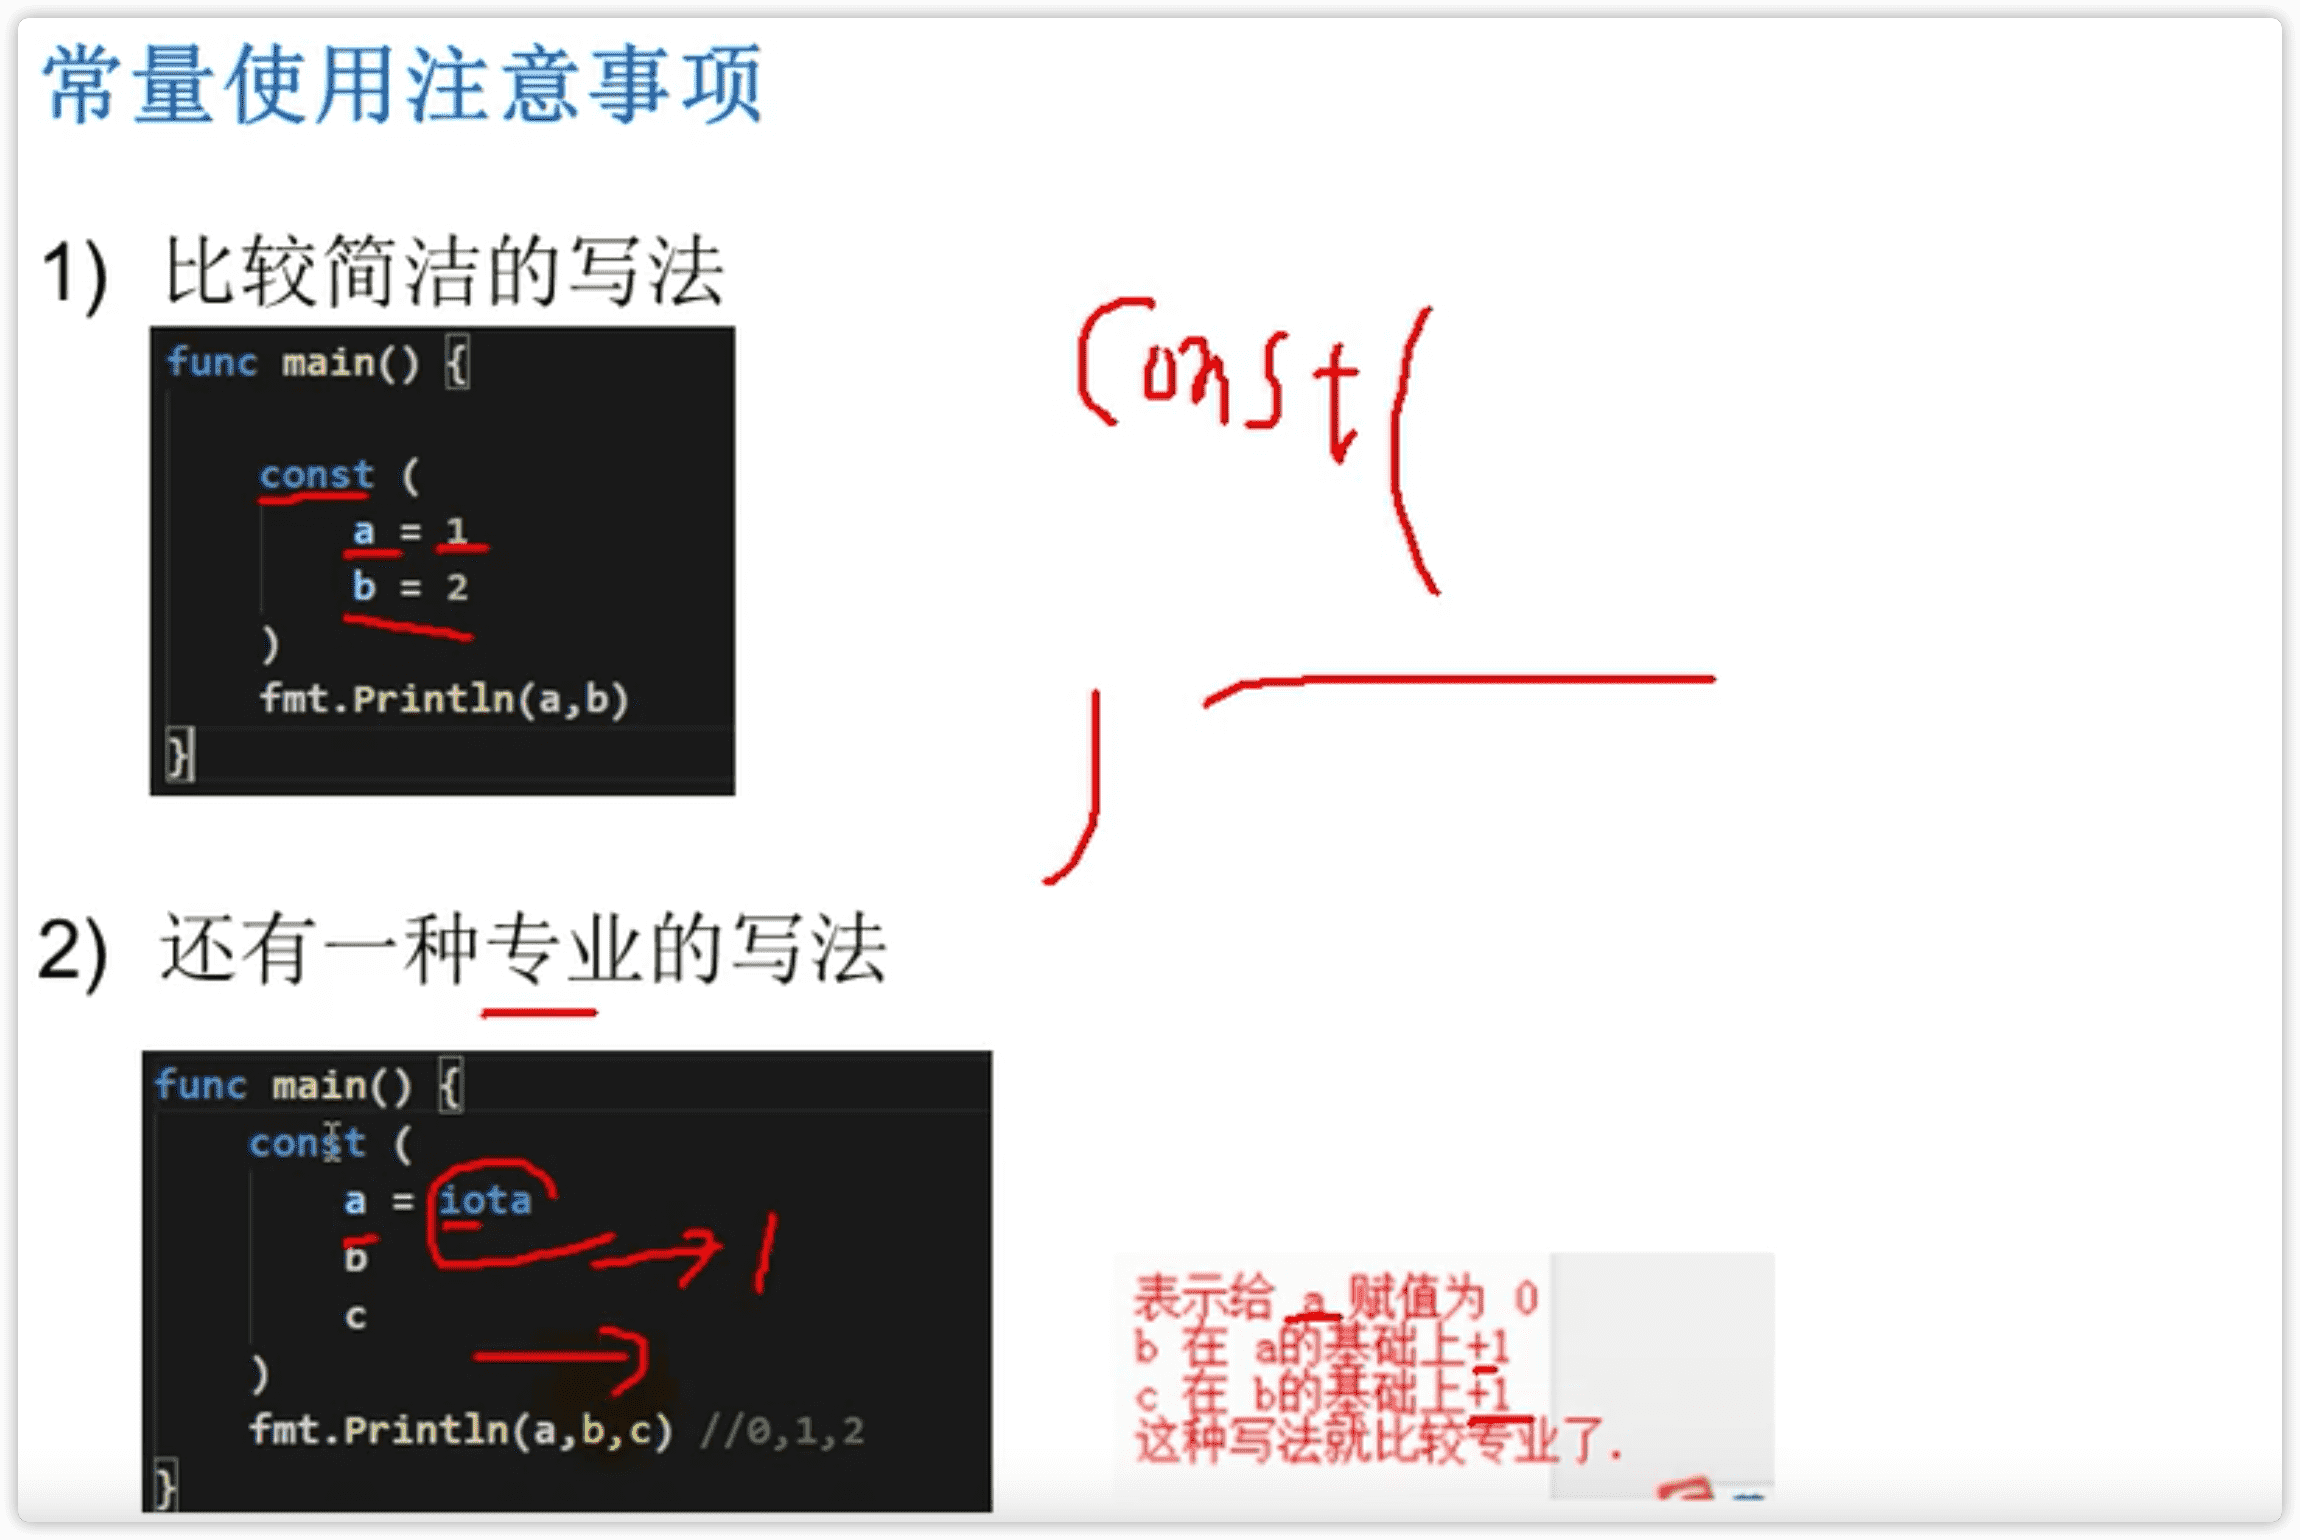 常量使用注意事项
1) 比较简洁的写法
func main() {
const (
a = 1
b = 2
)
fmt.Println(a,b)
}
const(
)
2) 还有一种专业的写法
func main() {
const (
a = iota
b
c
)
fmt.Println(a,b,c) //0,1,2
}
1
表示给 a 赋值为 0
b 在 a的基础上+1
c 在 b的基础上+1
这种写法就比较专业了.